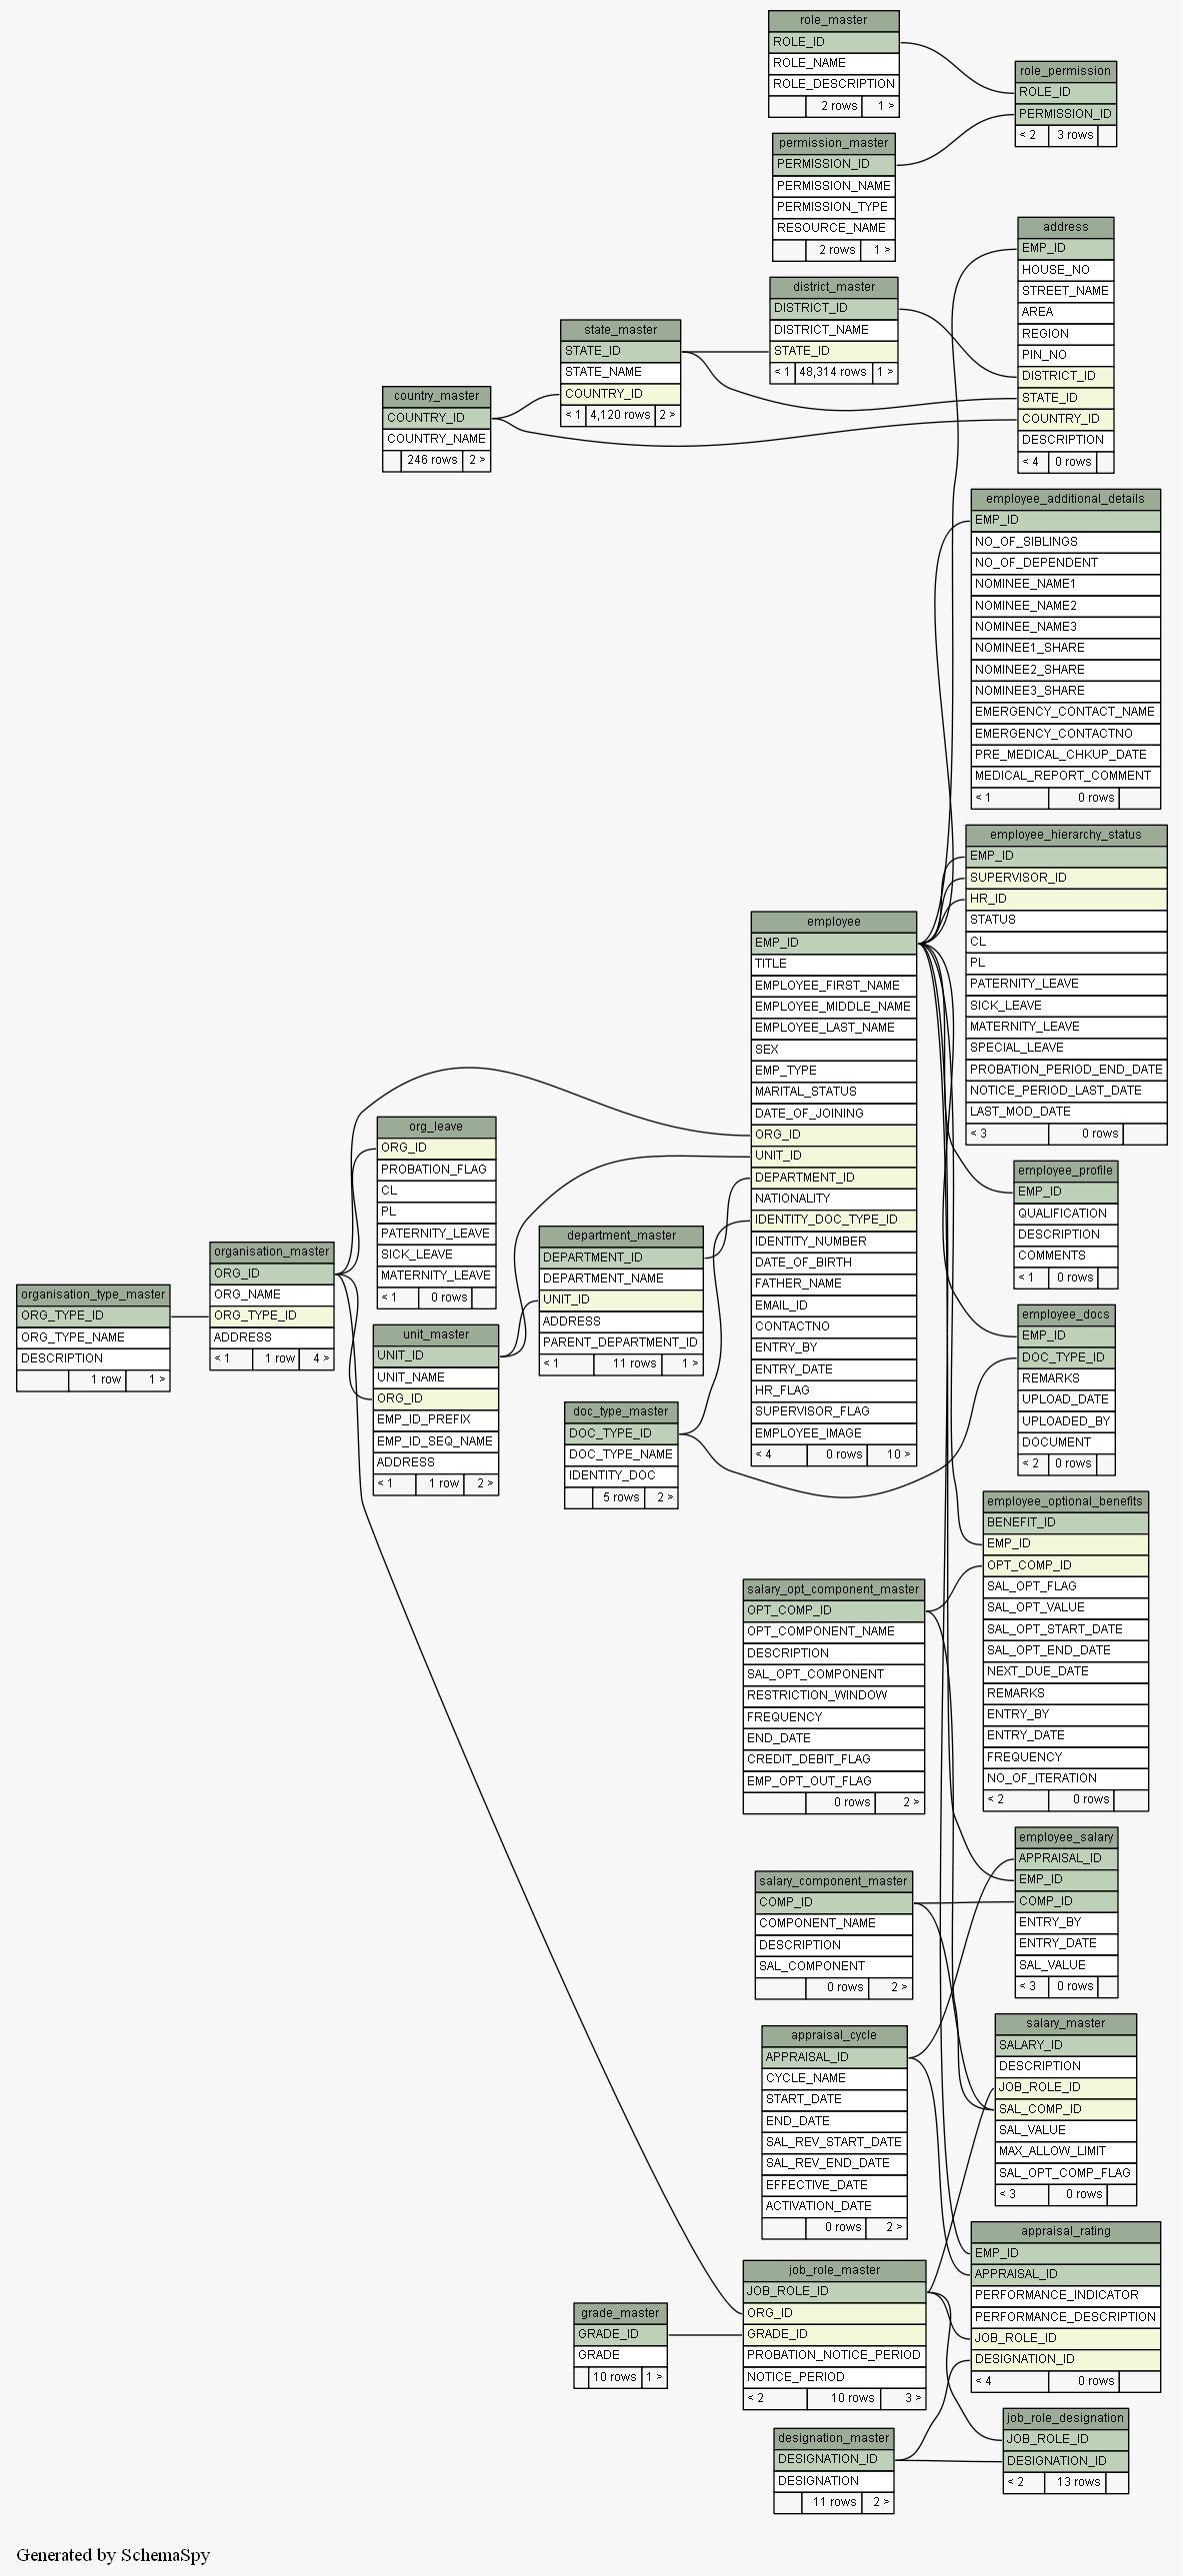 role_master
ROLE_ID
ROLE_NAME
ROLE_DESCRIPTION
2 rows 1 >
role_permission
ROLE_ID
PERMISSION_ID
< 2 3 rows
permission_master
PERMISSION_ID
PERMISSION_NAME
PERMISSION_TYPE
RESOURCE_NAME
2 rows 1 >
address
EMP_ID
HOUSE_NO
STREET_NAME
AREA
REGION
PIN_NO
DISTRICT_ID
STATE_ID
COUNTRY_ID
DESCRIPTION
< 4 0 rows
district_master
DISTRICT_ID
DISTRICT_NAME
STATE_ID
< 1 48,314 rows 1 >
state_master
STATE_ID
STATE_NAME
COUNTRY_ID
< 1 4,120 rows 2 >
country_master
COUNTRY_ID
COUNTRY_NAME
246 rows 2 >
employee_additional_details
EMP_ID
NO_OF_SIBLINGS
NO_OF_DEPENDENT
NOMINEE_NAME1
NOMINEE_NAME2
NOMINEE_NAME3
NOMINEE1_SHARE
NOMINEE2_SHARE
NOMINEE3_SHARE
EMERGENCY_CONTACT_NAME
EMERGENCY_CONTACTNO
PRE_MEDICAL_CHKUP_DATE
MEDICAL_REPORT_COMMENT
< 1 0 rows
employee_hierarchy_status
EMP_ID
SUPERVISOR_ID
HR_ID
STATUS
CL
PL
PATERNITY_LEAVE
SICK_LEAVE
MATERNITY_LEAVE
SPECIAL_LEAVE
PROBATION_PERIOD_END_DATE
NOTICE_PERIOD_LAST_DATE
LAST_MOD_DATE
< 3 0 rows
employee
EMP_ID
TITLE
EMPLOYEE_FIRST_NAME
EMPLOYEE_MIDDLE_NAME
EMPLOYEE_LAST_NAME
SEX
EMP_TYPE
MARITAL_STATUS
DATE_OF_JOINING
ORG_ID
UNIT_ID
DEPARTMENT_ID
NATIONALITY
IDENTITY_DOC_TYPE_ID
IDENTITY_NUMBER
DATE_OF_BIRTH
FATHER_NAME
EMAIL_ID
CONTACTNO
ENTRY_BY
ENTRY_DATE
HR_FLAG
SUPERVISOR_FLAG
EMPLOYEE_IMAGE
< 4 0 rows 10 >
org_leave
ORG_ID
PROBATION_FLAG
CL
PL
PATERNITY_LEAVE
SICK_LEAVE
MATERNITY_LEAVE
< 1 0 rows
employee_profile
EMP_ID
QUALIFICATION
DESCRIPTION
COMMENTS
< 1 0 rows
department_master
DEPARTMENT_ID
DEPARTMENT_NAME
UNIT_ID
ADDRESS
PARENT_DEPARTMENT_ID
< 1 11 rows 1 >
organisation_master
ORG_ID
ORG_NAME
ORG_TYPE_ID
ADDRESS
< 1 1 row 4 >
organisation_type_master
ORG_TYPE_ID
ORG_TYPE_NAME
DESCRIPTION
1 row 1 >
unit_master
UNIT_ID
UNIT_NAME
ORG_ID
EMP_ID_PREFIX
EMP_ID_SEQ_NAME
ADDRESS
< 1 1 row 2 >
employee_docs
EMP_ID
DOC_TYPE_ID
REMARKS
UPLOAD_DATE
UPLOADED_BY
DOCUMENT
< 2 0 rows
doc_type_master
DOC_TYPE_ID
DOC_TYPE_NAME
IDENTITY_DOC
5 rows 2 >
employee_optional_benefits
BENEFIT_ID
EMP_ID
OPT_COMP_ID
SAL_OPT_FLAG
SAL_OPT_VALUE
SAL_OPT_START_DATE
SAL_OPT_END_DATE
NEXT_DUE_DATE
REMARKS
ENTRY_BY
ENTRY_DATE
FREQUENCY
NO_OF_ITERATION
< 2 0 rows
salary_opt_component_master
OPT_COMP_ID
OPT_COMPONENT_NAME
DESCRIPTION
SAL_OPT_COMPONENT
RESTRICTION_WINDOW
FREQUENCY
END_DATE
CREDIT_DEBIT_FLAG
EMP_OPT_OUT_FLAG
0 rows 2 >
employee_salary
APPRAISAL_ID
EMP_ID
COMP_ID
ENTRY_BY
ENTRY_DATE
SAL_VALUE
< 3 0 rows
salary_component_master
COMP_ID
COMPONENT_NAME
DESCRIPTION
SAL_COMPONENT
0 rows 2 >
salary_master
SALARY_ID
DESCRIPTION
JOB_ROLE_ID
SAL_COMP_ID
SAL_VALUE
MAX_ALLOW_LIMIT
SAL_OPT_COMP_FLAG
< 3 0 rows
appraisal_cycle
APPRAISAL_ID
CYCLE_NAME
START_DATE
END_DATE
SAL_REV_START_DATE
SAL_REV_END_DATE
EFFECTIVE_DATE
ACTIVATION_DATE
0 rows 2 >
appraisal_rating
EMP_ID
APPRAISAL_ID
PERFORMANCE_INDICATOR
PERFORMANCE_DESCRIPTION
JOB_ROLE_ID
DESIGNATION_ID
< 4 0 rows
job_role_master
JOB_ROLE_ID
ORG_ID
GRADE_ID
PROBATION_NOTICE_PERIOD
NOTICE_PERIOD
< 2 10 rows 3 >
grade_master
GRADE_ID
GRADE
10 rows 1 >
job_role_designation
JOB_ROLE_ID
DESIGNATION_ID
< 2 13 rows
designation_master
DESIGNATION_ID
DESIGNATION
11 rows 2 >
Generated by SchemaSpy